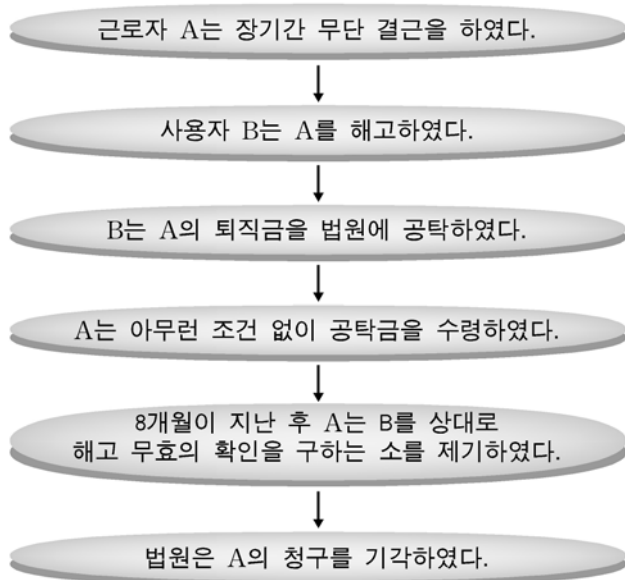 근로자 A는 장기간 무단 결근을 하였다.
사용자 B는 A를 해고하였다.
B는 A의 퇴직금을 법원에 공탁하였다.
A는 아무런 조건 없이 공탁금을 수령하였다.
8개월이 지난 후 A는 B를 상대로
해고 무효의 확인을 구하는 소를 제기하였다.
법원은 A의 청구를 기각하였다.